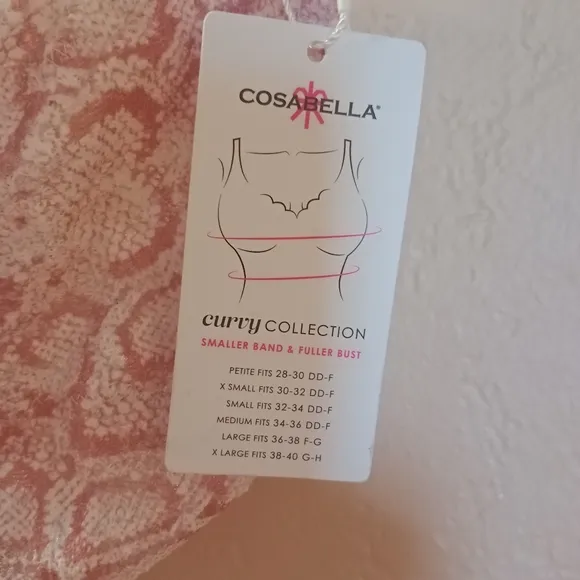 COSABELLA®
curvy COLLECTION
SMALLER BAND & FULLER BUST
PETITE FITS 28-30 DD-F
X SMALL FITS 30-32 DD-F
SMALL FITS 32-34 DD-F
MEDIUM FITS 34-36 DD-F
LARGE FITS 36-38 F-G
X LARGE FITS 38-40 G-H